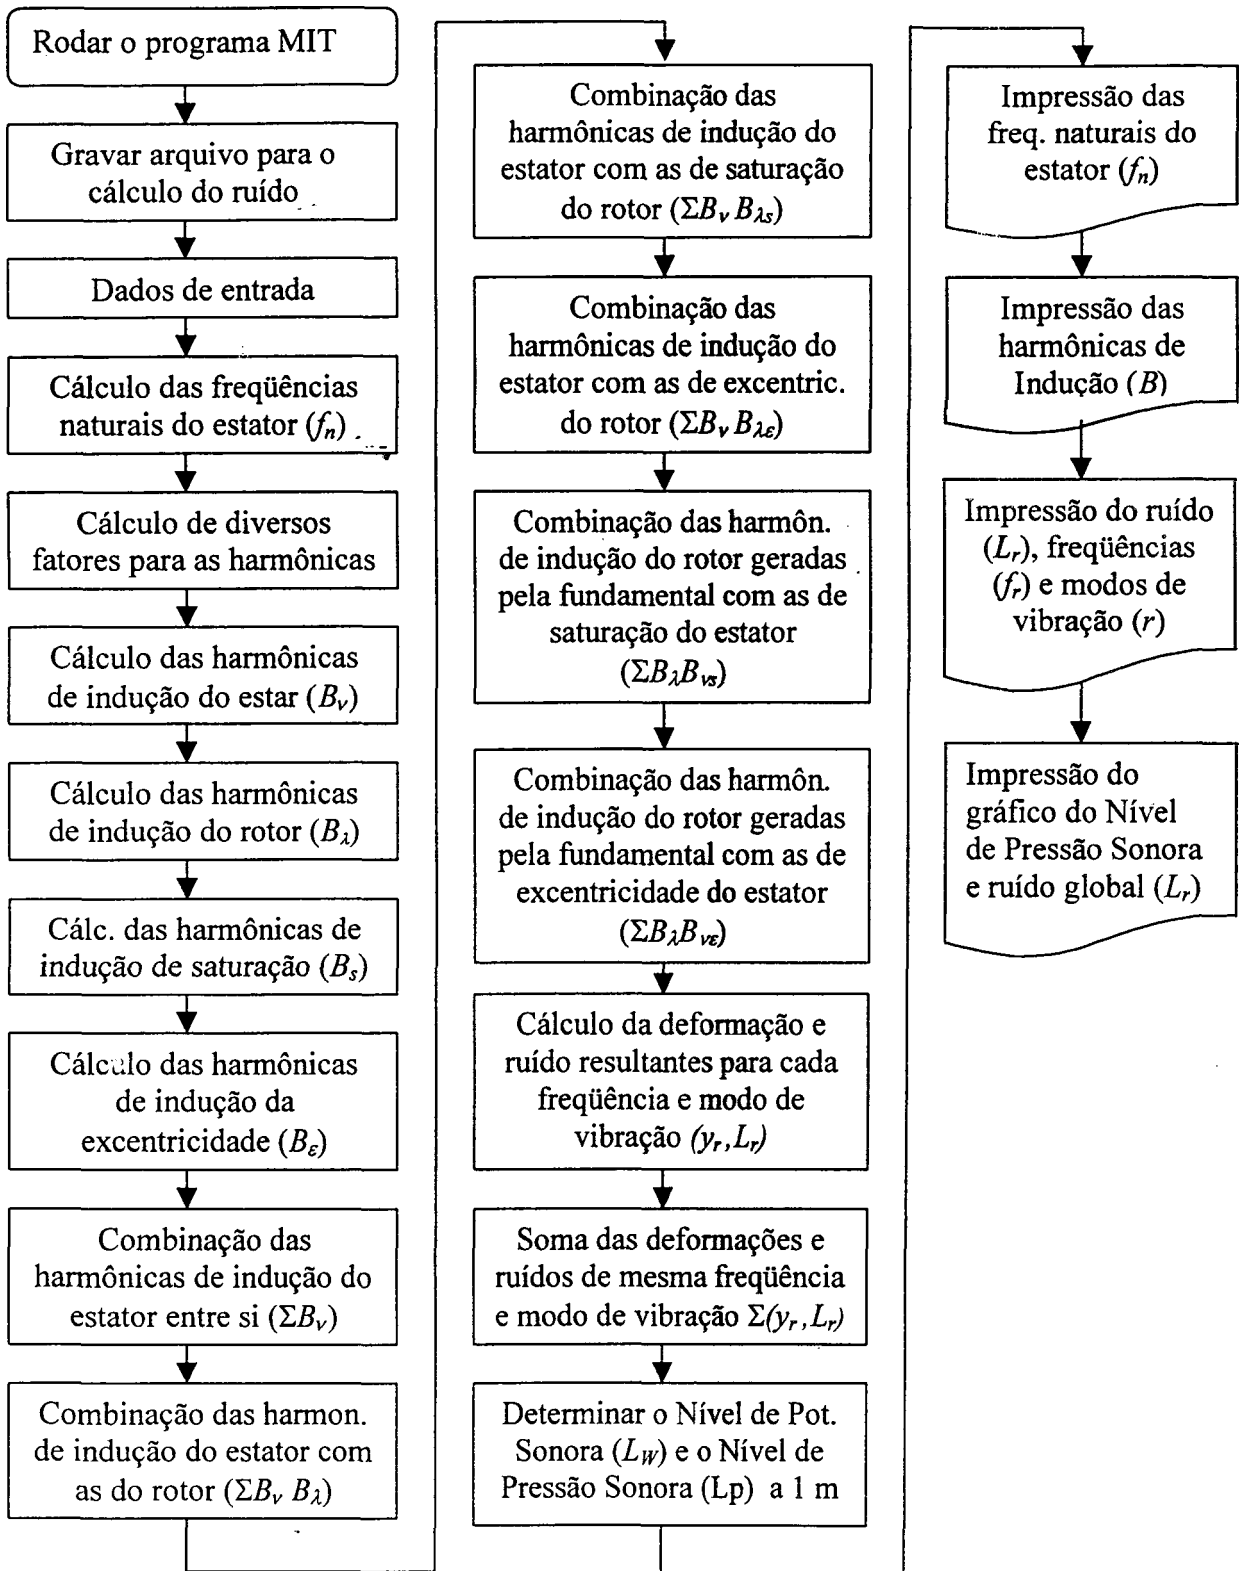 Rodar o programa MIT
Gravar arquivo para o
cálculo do ruído
Dados de entrada
Cálculo das freqüências
naturais do estator (fn)
Cálculo de diversos
fatores para as harmônicas
Cálculo das harmônicas
de indução do estar (Bν)
Cálculo das harmônicas
de indução do rotor (Bλ)
Cálc. das harmônicas de
indução de saturação (Bs)
Cálculo das harmônicas
de indução da
excentricidade (Bε)
Combinação das
harmônicas de indução do
estator entre si (ΣBν)
Combinação das harmon.
de indução do estator com
as do rotor (ΣBν Bλ)
Combinação das
harmônicas de indução do
estator com as de saturação
do rotor (ΣBν Bλs)
Combinação das
harmônicas de indução do
estator com as de excentric.
do rotor (ΣBν Bλε)
Combinação das harmôn.
de indução do rotor geradas
pela fundamental com as de
saturação do estator
(ΣBλBνs)
Combinação das harmôn.
de indução do rotor geradas
pela fundamental com as de
excentricidade do estator
(ΣBλBνε)
Cálculo da deformação e
ruído resultantes para cada
freqüência e modo de
vibração (yr,Lr)
Soma das deformações e
ruídos de mesma freqüência
e modo de vibração Σ(yr,Lr)
Determinar o Nível de Pot.
Sonora (LW) e o Nível de
Pressão Sonora (Lp) a 1 m
Impressão das
freq. naturais do
estator (fn)
Impressão das
harmônicas de
Indução (B)
Impressão do ruído
(Lr), freqüências
(fr) e modos de
vibração (r)
Impressão do
gráfico do Nível
de Pressão Sonora
e ruído global (Lr)